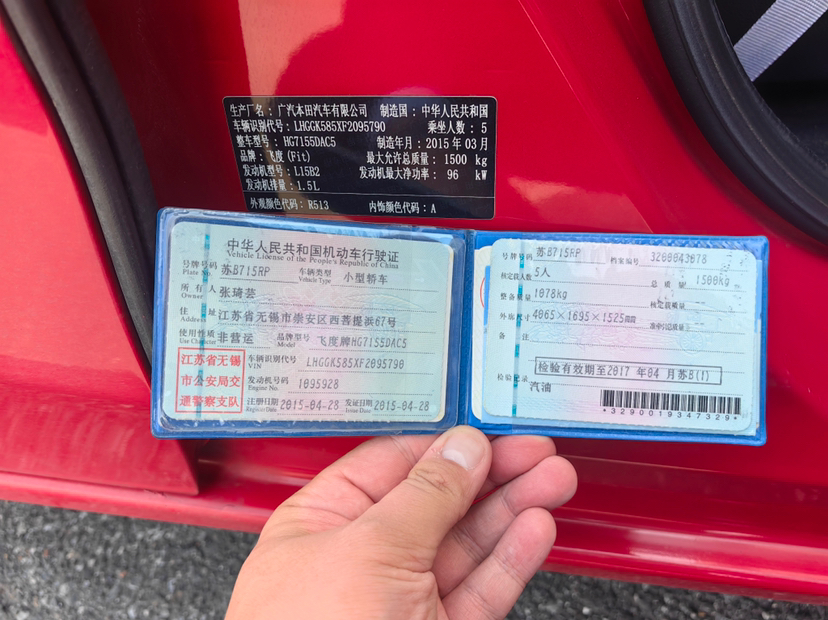 生产厂名：广汽本田汽车有限公司 制造国：中华人民共和国
车辆识别代号：LHGGK585XF2095790 乘坐人数：5
整车型号：HG7155DAC5 制造年月：2015年03月
品牌：飞度(Fit) 最大允许总质量：1500 kg
发动机型号：L15B2 发动机最大净功率：96 kW
发动机排量：1.5L
外观颜色代码：R513 内饰颜色代码：A
中华人民共和国机动车行驶证
Vehicle License of the People's Republic of China
号牌号码 苏B715RP 车辆类型 小型轿车
Plate No. Vehicle Type
所有人 张琦芸
Owner
住址 江苏省无锡市崇安区西菩提浜67号
Address
使用性质 非营运 品牌型号 飞度牌HG7155DAC5
Use Character Model
江苏省无锡
市公安局交
通警察支队
车辆识别代号 LHGGK585XF2095790
VIN
发动机号码 1095928
Engine No.
注册日期 2015-04-28 发证日期 2015-04-28
Register Date Issue Date
号牌号码 苏B715RP 档案编号 3200043078
核定载人数 5人 总质量 1500kg
整备质量 1078kg 核定载质量
外廓尺寸 4065×1695×1525mm 准牵引总质量
备注
检验有效期至2017年04月苏B(1)
检验记录
汽油
*3290019347329*